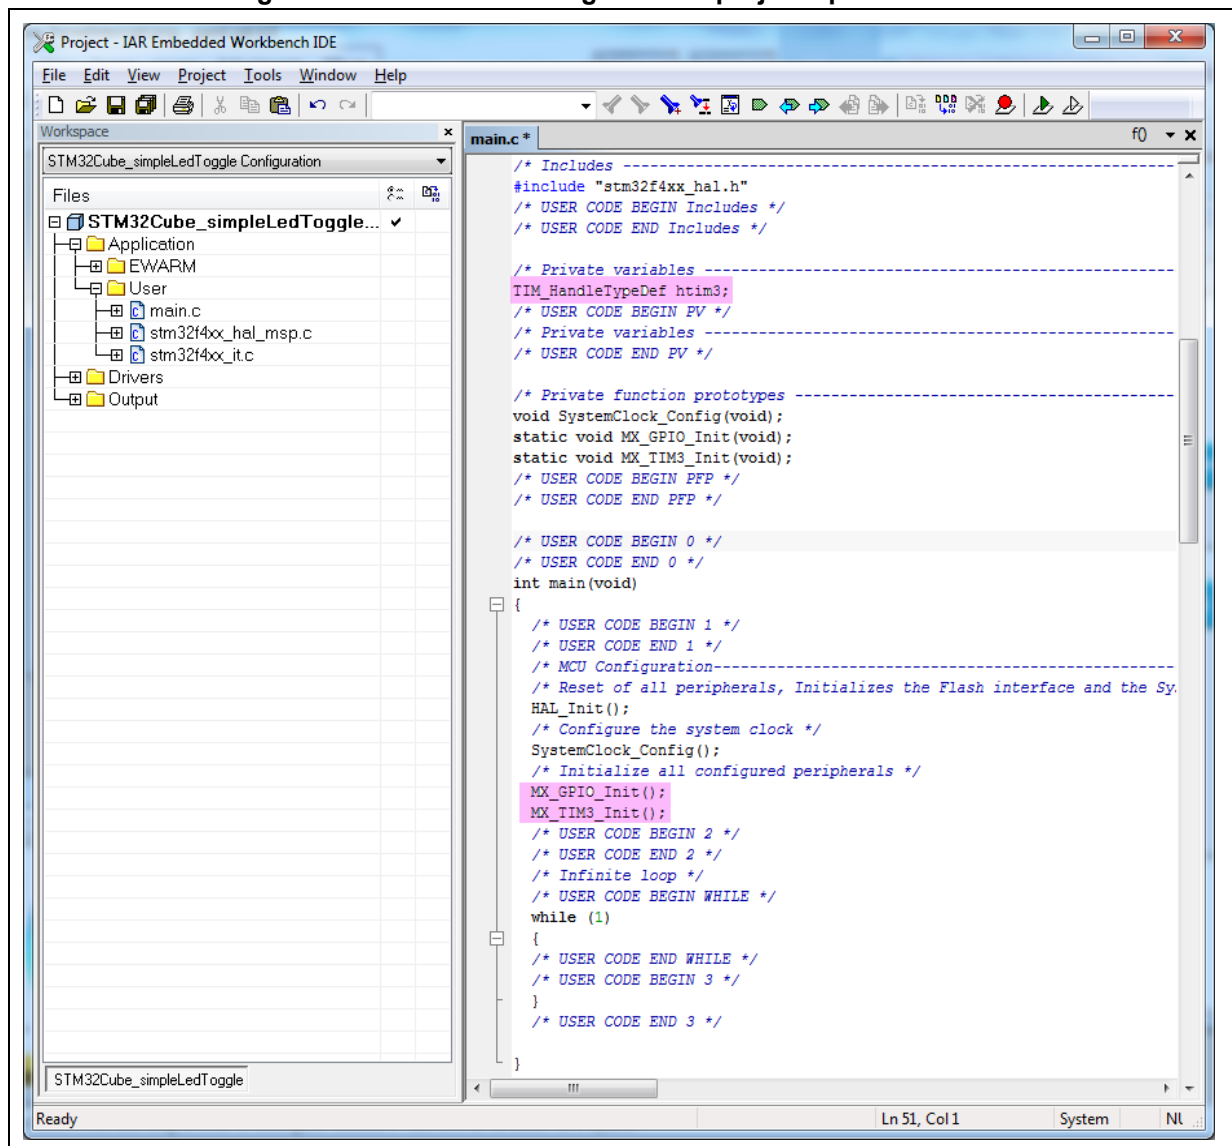 Project - IAR Embedded Workbench IDE
File Edit View Project Tools Window Help
Workspace
STM32Cube_simpleLedToggle Configuration
Files
STM32Cube_simpleLedToggle...
Application
EWARM
User
main.c
stm32f4xx_hal_msp.c
stm32f4xx_it.c
Drivers
Output
STM32Cube_simpleLedToggle
main.c *
f()
/* Includes ------------------------------------------------------------
#include "stm32f4xx_hal.h"
/* USER CODE BEGIN Includes */
/* USER CODE END Includes */
/* Private variables ---------------------------------------------------
TIM_HandleTypeDef htim3;
/* USER CODE BEGIN PV */
/* Private variables ---------------------------------------------------
/* USER CODE END PV */
/* Private function prototypes -----------------------------------------
void SystemClock_Config(void);
static void MX_GPIO_Init(void);
static void MX_TIM3_Init(void);
/* USER CODE BEGIN PFP */
/* USER CODE END PFP */
/* USER CODE BEGIN 0 */
/* USER CODE END 0 */
int main(void)
{
/* USER CODE BEGIN 1 */
/* USER CODE END 1 */
/* MCU Configuration---------------------------------------------------
/* Reset of all peripherals, Initializes the Flash interface and the Sy
HAL_Init();
/* Configure the system clock */
SystemClock_Config();
/* Initialize all configured peripherals */
MX_GPIO_Init();
MX_TIM3_Init();
/* USER CODE BEGIN 2 */
/* USER CODE END 2 */
/* Infinite loop */
/* USER CODE BEGIN WHILE */
while (1)
{
/* USER CODE END WHILE */
/* USER CODE BEGIN 3 */
}
/* USER CODE END 3 */
}
Ready
Ln 51, Col 1
System